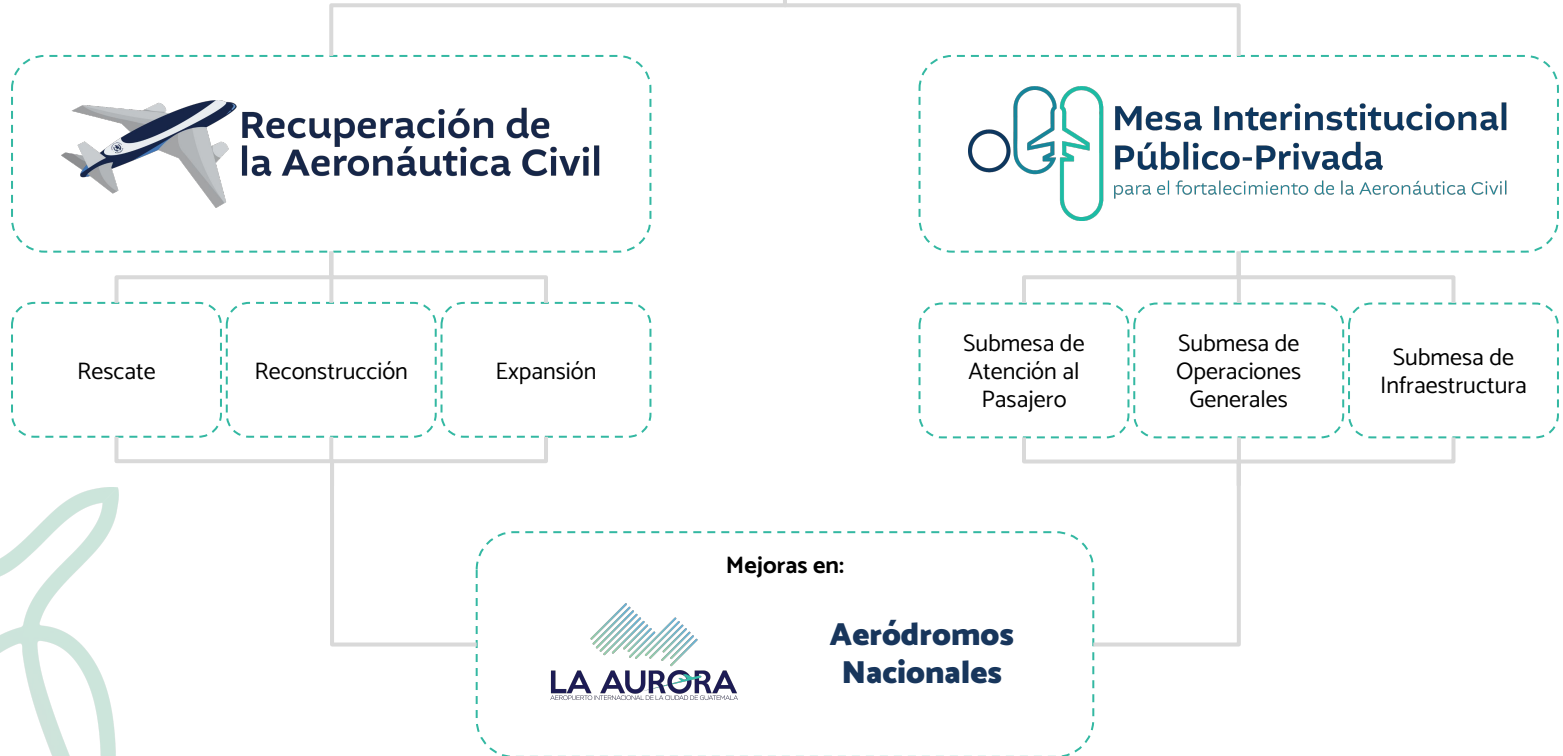 Recuperación de
la Aeronáutica Civil
Mesa Interinstitucional
Público-Privada
para el fortalecimiento de la Aeronáutica Civil
Rescate
Reconstrucción
Expansión
Submesa de
Atención al
Pasajero
Submesa de
Operaciones
Generales
Submesa de
Infraestructura
Mejoras en:
LA AURORA
AEROPUERTO INTERNACIONAL DE LA CIUDAD DE GUATEMALA
Aeródromos
Nacionales